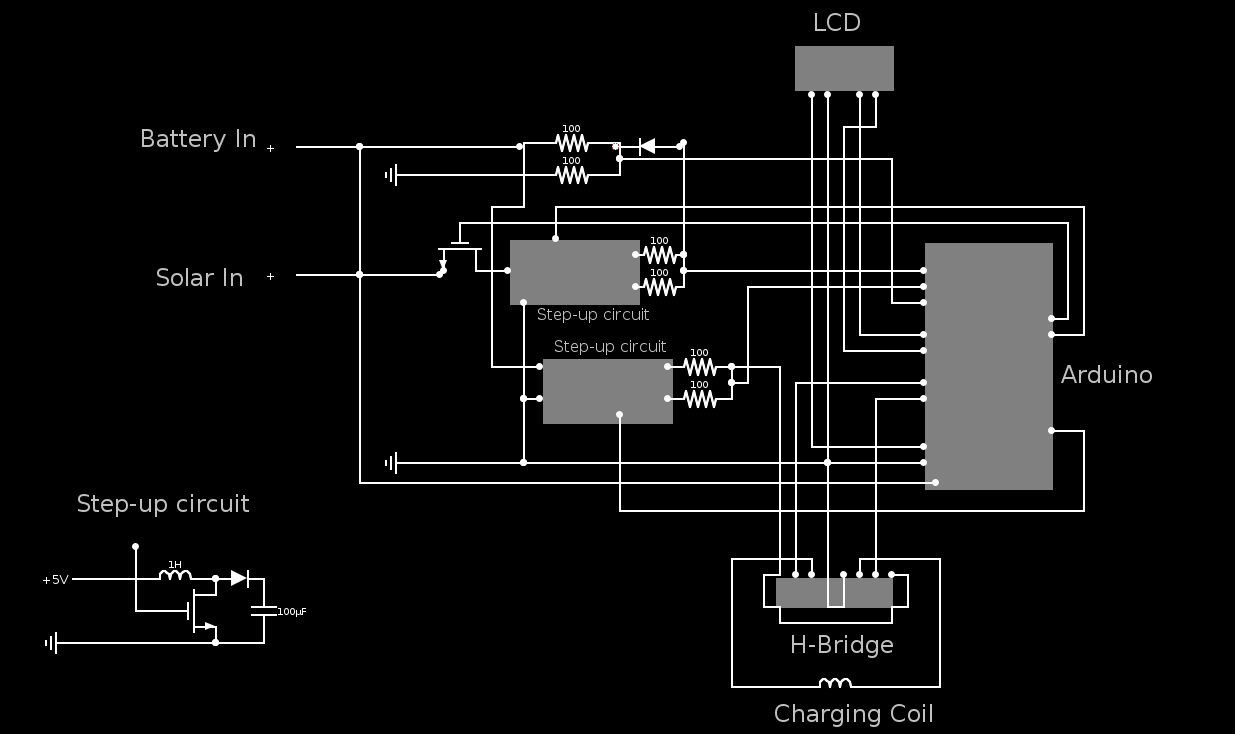 LCD
Battery In +
100
100
Solar In +
100
100
Step-up circuit
Step-up circuit
100
100
Arduino
Step-up circuit
1H
+5V
100µF
H-Bridge
Charging Coil